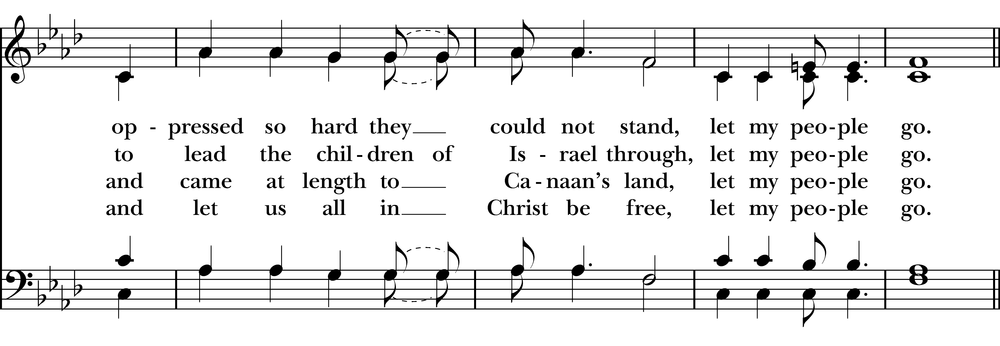 op - pressed so hard they___ could not stand, let my peo-ple go.
to lead the chil-dren of Is - rael through, let my peo-ple go.
and came at length to___ Ca-naan’s land, let my peo-ple go.
and let us all in___ Christ be free, let my peo-ple go.